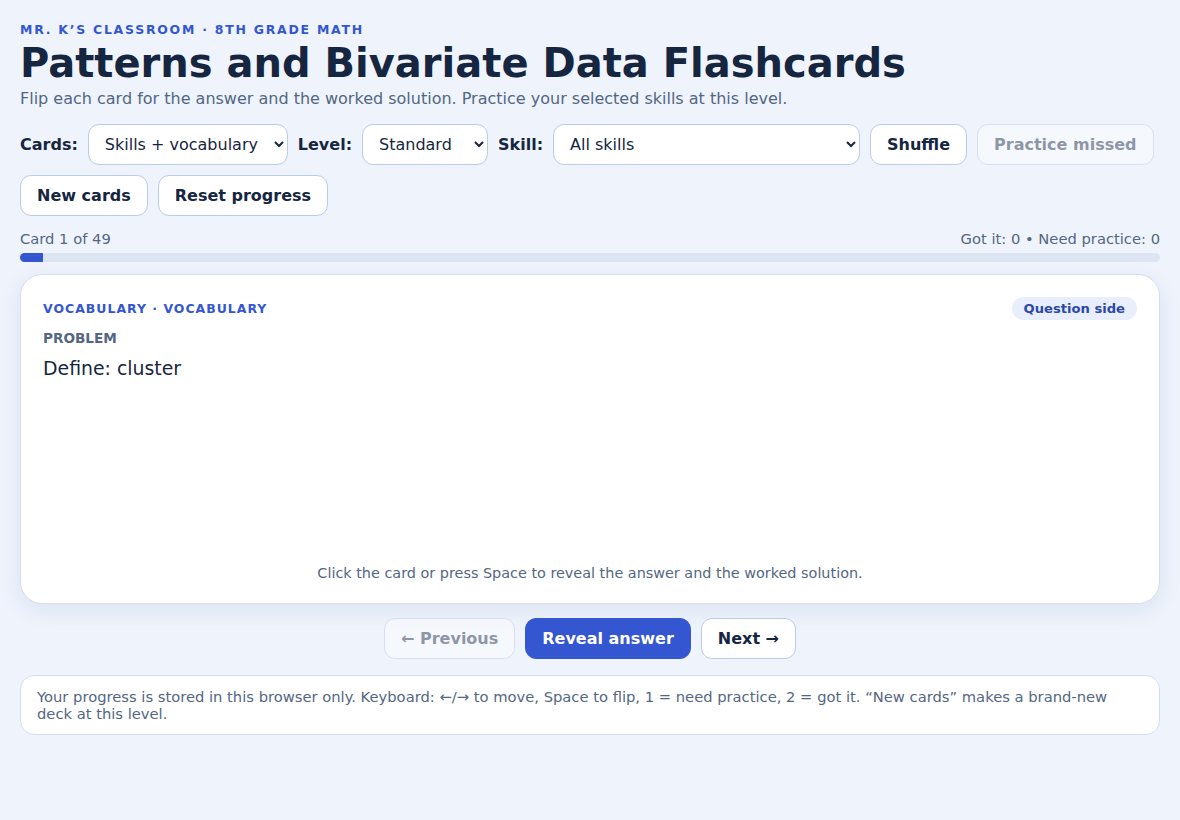 MR. K’S CLASSROOM · 8TH GRADE MATH
Patterns and Bivariate Data Flashcards
Flip each card for the answer and the worked solution. Practice your selected skills at this level.
Cards: Skills + vocabulary Level: Standard Skill: All skills Shuffle Practice missed
New cards Reset progress
Card 1 of 49 Got it: 0 • Need practice: 0
VOCABULARY · VOCABULARY Question side
PROBLEM
Define: cluster
Click the card or press Space to reveal the answer and the worked solution.
← Previous Reveal answer Next →
Your progress is stored in this browser only. Keyboard: ←/→ to move, Space to flip, 1 = need practice, 2 = got it. “New cards” makes a brand-new
deck at this level.